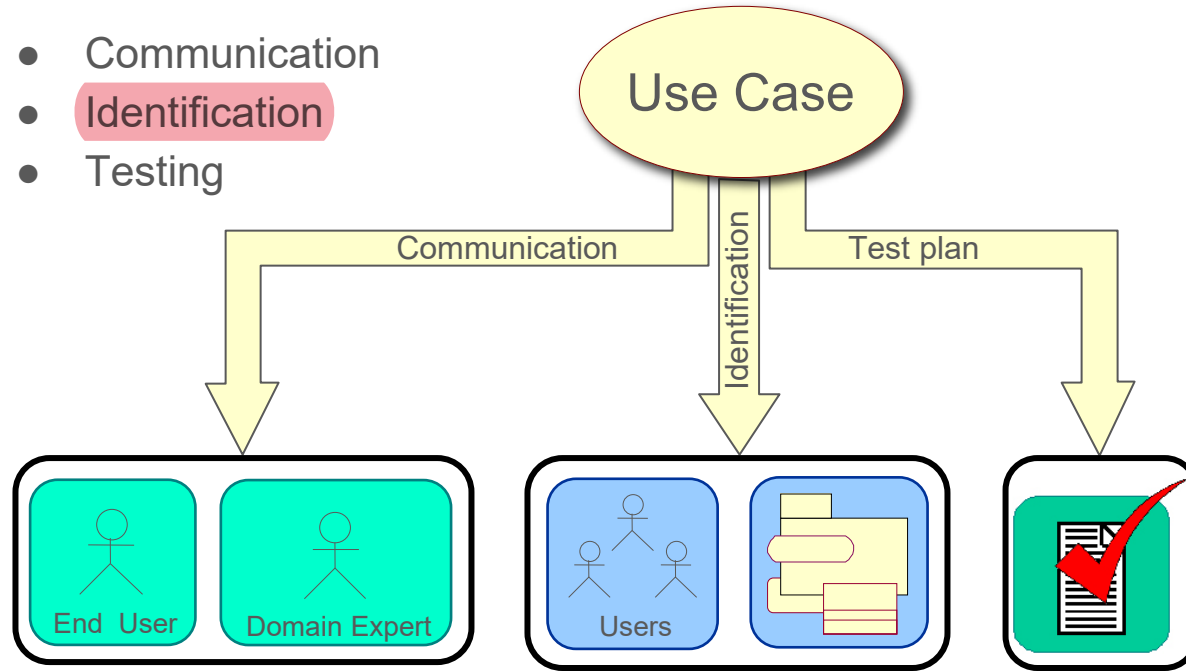 ● Communication
● Identification
● Testing
Use Case
Communication
Identification
Test plan
End User
Domain Expert
Users